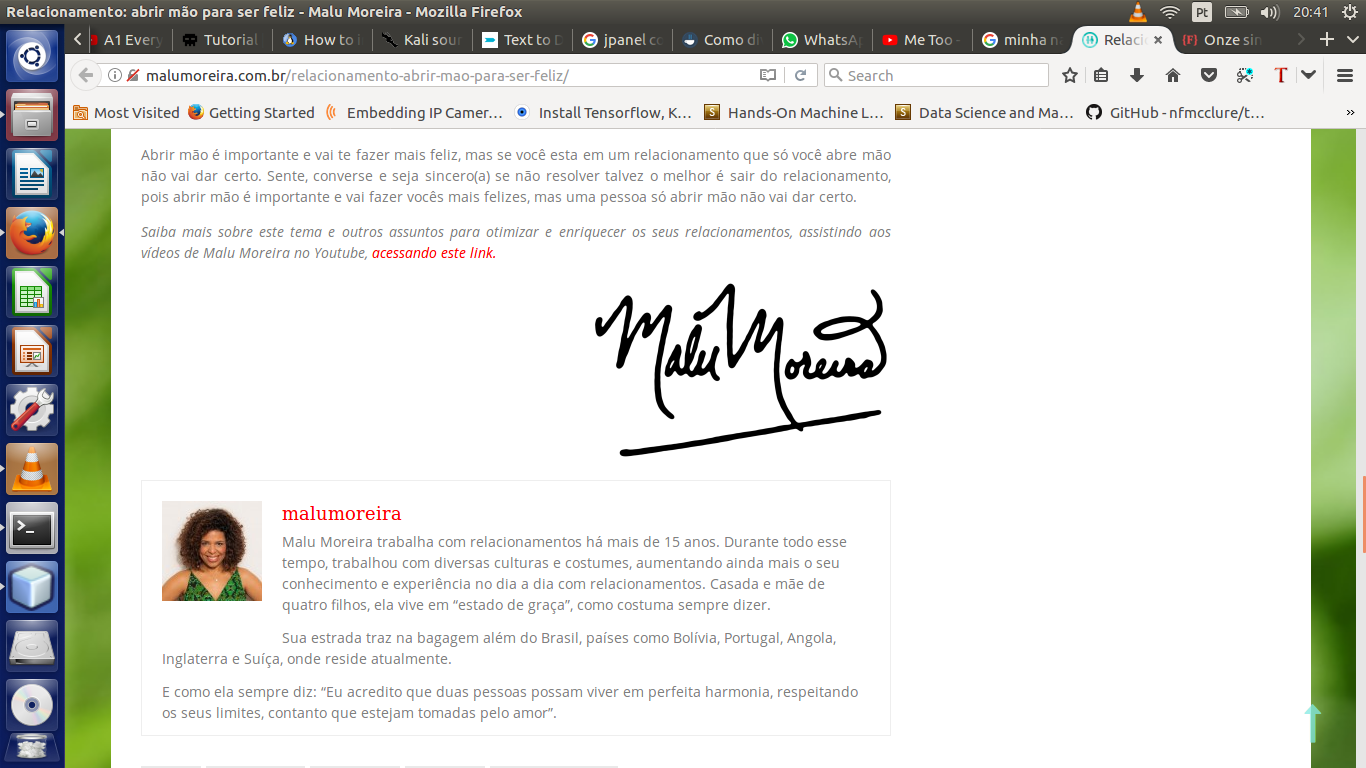 Relacionamento: abrir mão para ser feliz - Malu Moreira - Mozilla Firefox
Pt
20:41
A1 Every
Tutorial
How to i
Kali sour
Text to D
jpanel co
Como di
WhatsAp
Me Too -
minha n
Relaci
Onze sin
malumoreira.com.br/relacionamento-abrir-mao-para-ser-feliz/
Search
Most Visited
Getting Started
Embedding IP Camer…
Install Tensorflow, K…
Hands-On Machine L…
Data Science and Ma…
GitHub - nfmcclure/t…
Abrir mão é importante e vai te fazer mais feliz, mas se você esta em um relacionamento que só você abre mão
não vai dar certo. Sente, converse e seja sincero(a) se não resolver talvez o melhor é sair do relacionamento,
pois abrir mão é importante e vai fazer vocês mais felizes, mas uma pessoa só abrir mão não vai dar certo.
Saiba mais sobre este tema e outros assuntos para otimizar e enriquecer os seus relacionamentos, assistindo aos
vídeos de Malu Moreira no Youtube, acessando este link.
Malu Moreira
malumoreira
Malu Moreira trabalha com relacionamentos há mais de 15 anos. Durante todo esse
tempo, trabalhou com diversas culturas e costumes, aumentando ainda mais o seu
conhecimento e experiência no dia a dia com relacionamentos. Casada e mãe de
quatro filhos, ela vive em “estado de graça”, como costuma sempre dizer.
Sua estrada traz na bagagem além do Brasil, países como Bolívia, Portugal, Angola,
Inglaterra e Suíça, onde reside atualmente.
E como ela sempre diz: “Eu acredito que duas pessoas possam viver em perfeita harmonia, respeitando
os seus limites, contanto que estejam tomadas pelo amor”.